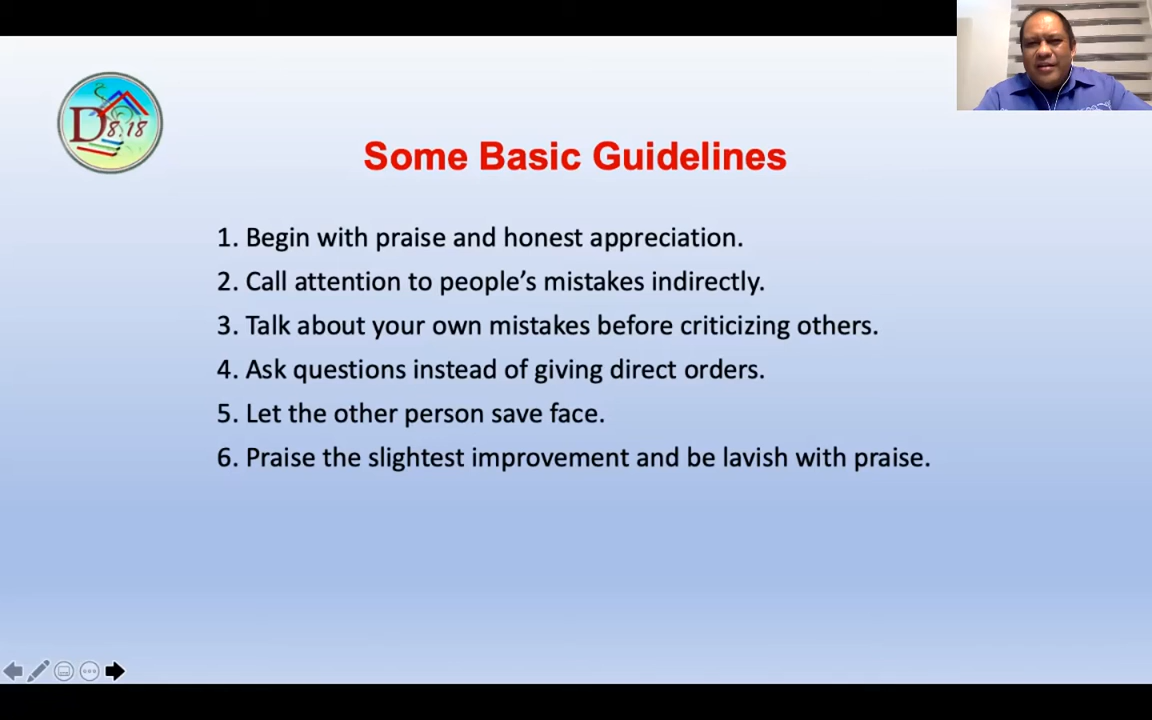 D8.18
Some Basic Guidelines
1. Begin with praise and honest appreciation.
2. Call attention to people’s mistakes indirectly.
3. Talk about your own mistakes before criticizing others.
4. Ask questions instead of giving direct orders.
5. Let the other person save face.
6. Praise the slightest improvement and be lavish with praise.